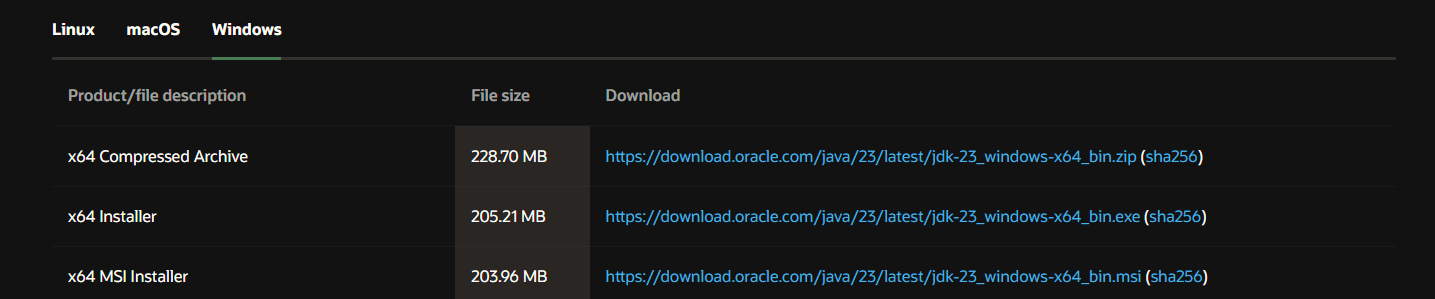 Linux macOS Windows
Product/file description File size Download
x64 Compressed Archive 228.70 MB https://download.oracle.com/java/23/latest/jdk-23_windows-x64_bin.zip (sha256)
x64 Installer 205.21 MB https://download.oracle.com/java/23/latest/jdk-23_windows-x64_bin.exe (sha256)
x64 MSI Installer 203.96 MB https://download.oracle.com/java/23/latest/jdk-23_windows-x64_bin.msi (sha256)